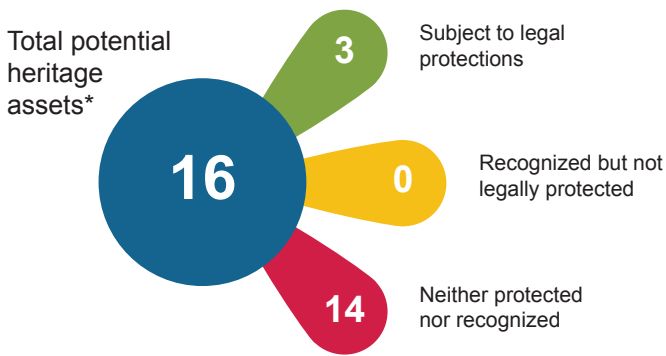 Total potential
heritage
assets*
16
3
Subject to legal
protections
0
Recognized but not
legally protected
14
Neither protected
nor recognized